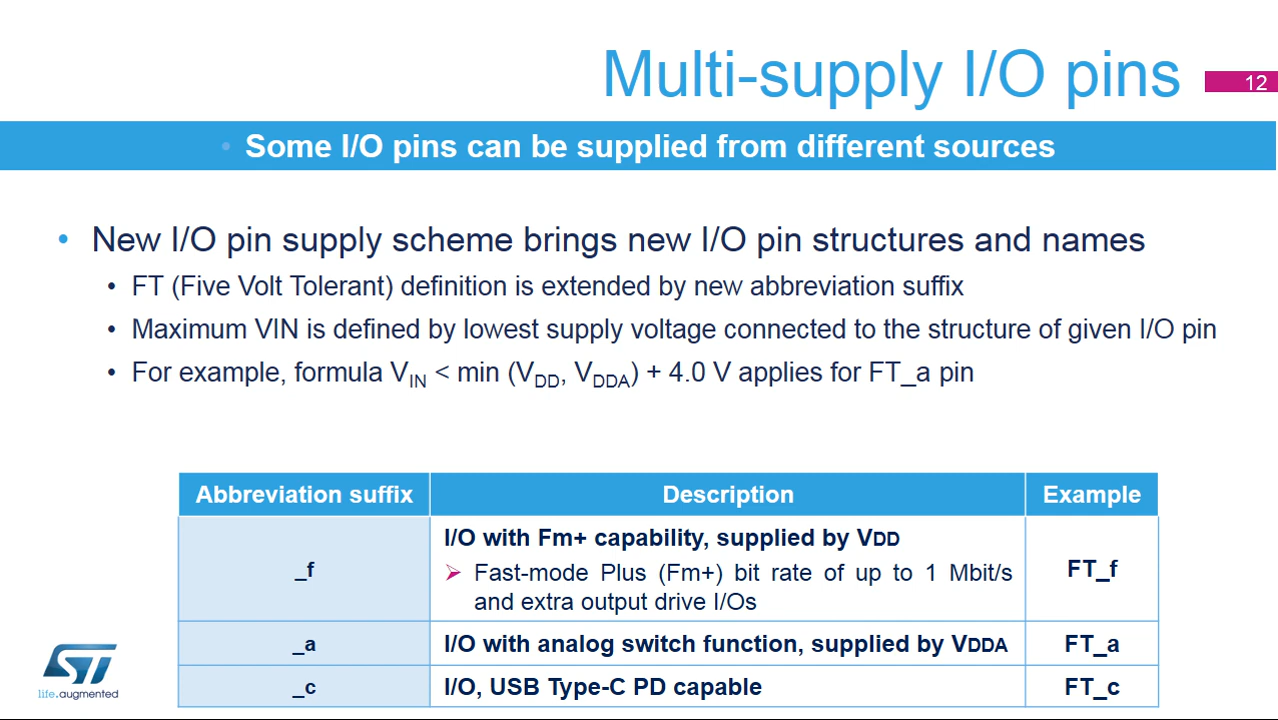 Multi-supply I/O pins
12
• Some I/O pins can be supplied from different sources
• New I/O pin supply scheme brings new I/O pin structures and names
• FT (Five Volt Tolerant) definition is extended by new abbreviation suffix
• Maximum VIN is defined by lowest supply voltage connected to the structure of given I/O pin
• For example, formula VIN < min (VDD, VDDA) + 4.0 V applies for FT_a pin
Abbreviation suffix Description Example
_f
I/O with Fm+ capability, supplied by VDD
➢ Fast-mode Plus (Fm+) bit rate of up to 1 Mbit/s
and extra output drive I/Os
FT_f
_a I/O with analog switch function, supplied by VDDA FT_a
_c I/O, USB Type-C PD capable FT_c
ST
life.augmented